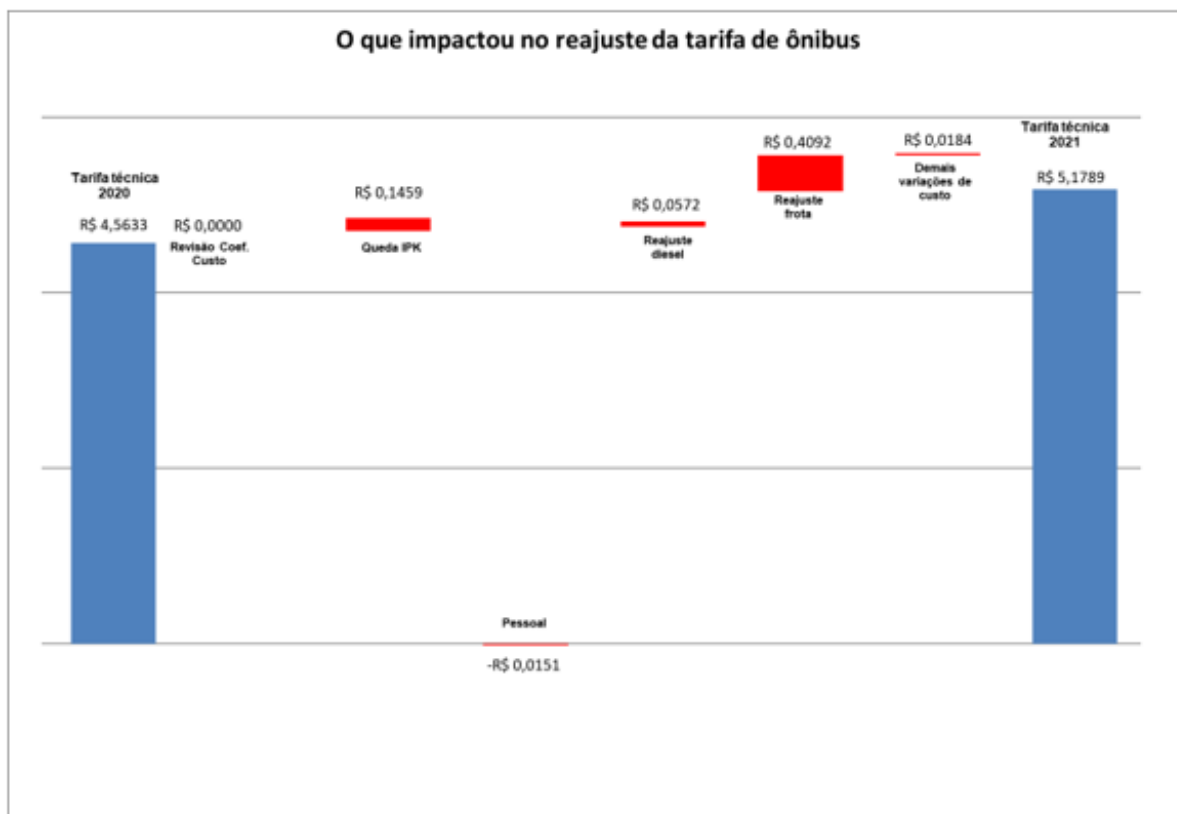 O que impactou no reajuste da tarifa de ônibus
Tarifa técnica
2020
R$ 4,5633
R$ 0,0000
Revisão Coef.
Custo
R$ 0,1459
Queda IPK
Pessoal
-R$ 0,0151
R$ 0,0572
Reajuste
diesel
R$ 0,4092
Reajuste
frota
R$ 0,0184
Demais
variações de
custo
Tarifa técnica
2021
R$ 5,1789